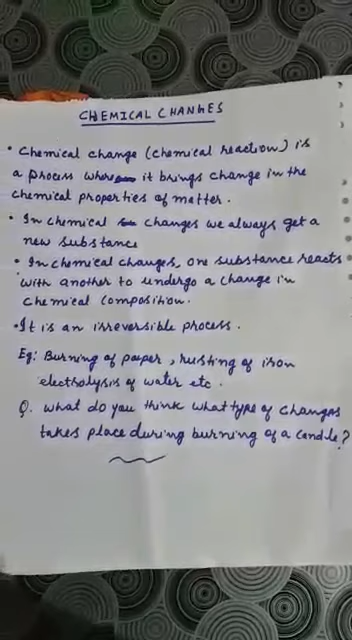 CHEMICAL CHANGES
• Chemical change (chemical reaction) is
a process where it brings change in the
chemical properties of matter.
• In chemical changes we always get a
new substance
• In chemical changes, one substance reacts
with another to undergo a change in
chemical composition.
• It is an irreversible process.
Eg: Burning of paper, rusting of iron
electrolysis of water etc.
Q. What do you think what type of changes
takes place during burning of a candle?